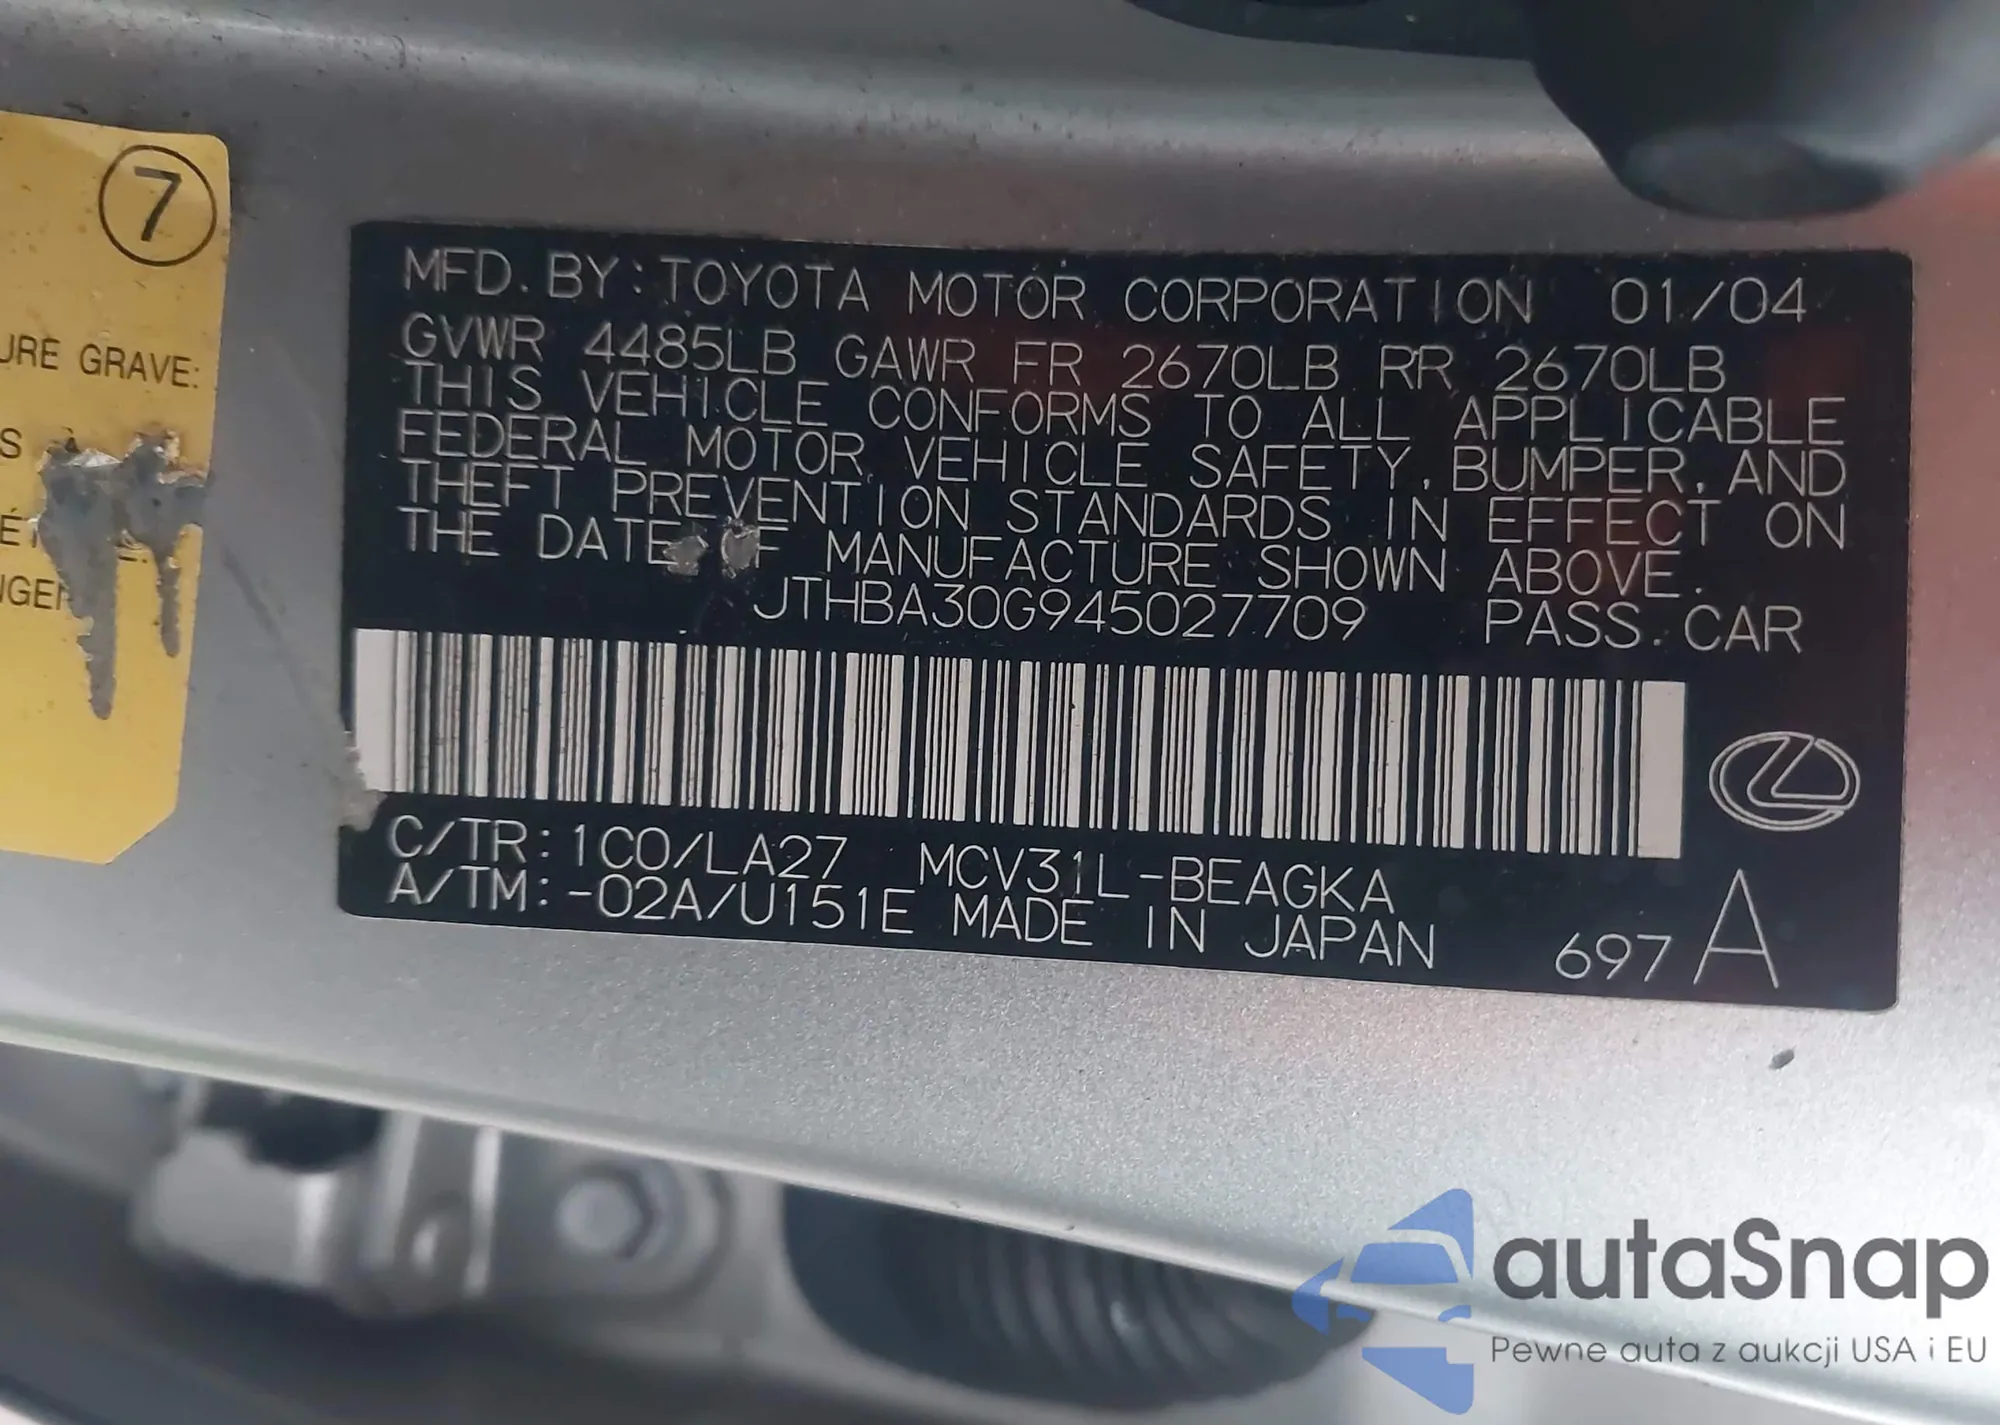 7
URE GRAVE:
S
MFD. BY: TOYOTA MOTOR CORPORATION 01/04
GVWR 4485LB GAWR FR 2670LB RR 2670LB
THIS VEHICLE CONFORMS TO ALL APPLICABLE
FEDERAL MOTOR VEHICLE SAFETY, BUMPER, AND
THEFT PREVENTION STANDARDS IN EFFECT ON
THE DATE OF MANUFACTURE SHOWN ABOVE.
JTHBA30G945027709 PASS. CAR
C/TR: 1C0/LA27 MCV31L-BEAGKA
A/TM: -02A/U151E MADE IN JAPAN 697 A
autaSnap
Pewne auta z aukcji USA i EU